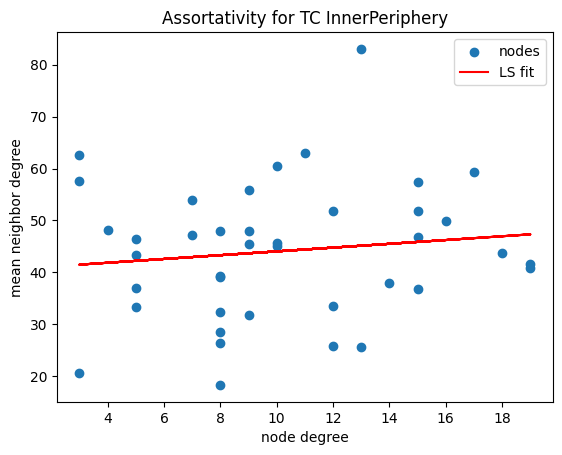 Assortativity for TC InnerPeriphery
nodes
LS fit
mean neighbor degree
80
70
60
50
40
30
20
4 6 8 10 12 14 16 18
node degree